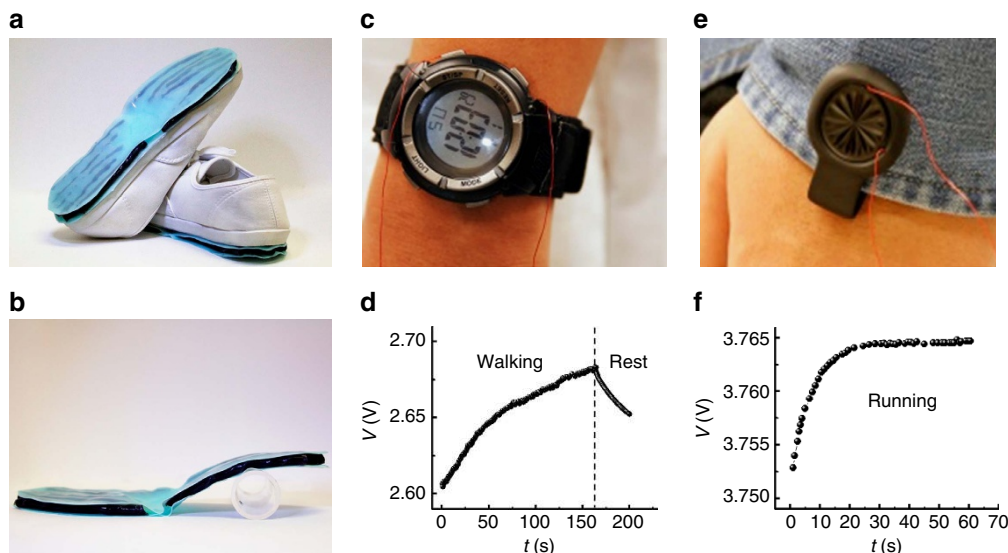 a
c
e
b
d
f
LIGHT
MODE
2.70
2.65
2.60
V (V)
Walking
Rest
0
50
100
150
200
t (s)
3.765
3.760
3.755
3.750
V (V)
Running
0
10
20
30
40
50
60
70
t (s)